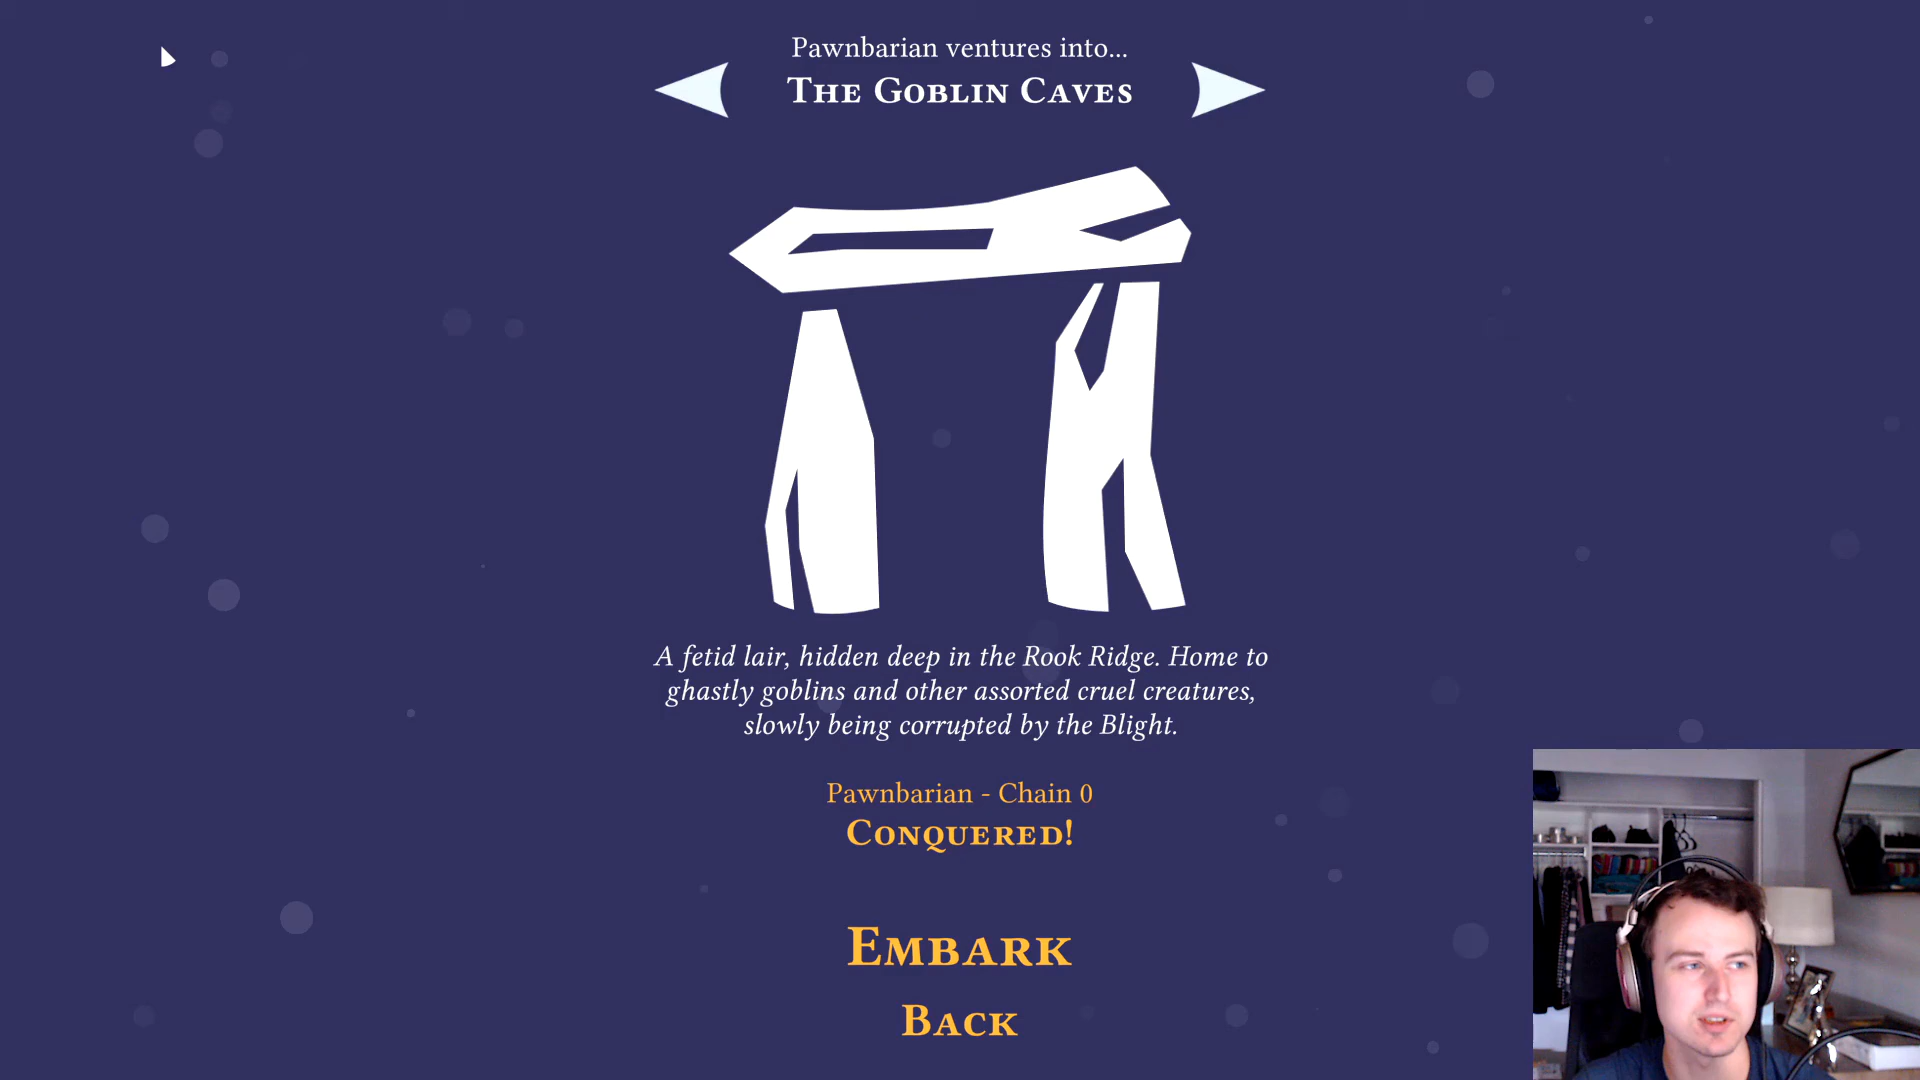 Pawnbarian ventures into...
The Goblin Caves
A fetid lair, hidden deep in the Rook Ridge. Home to
ghastly goblins and other assorted cruel creatures,
slowly being corrupted by the Blight.
Pawnbarian - Chain 0
Conquered!
Embark
Back